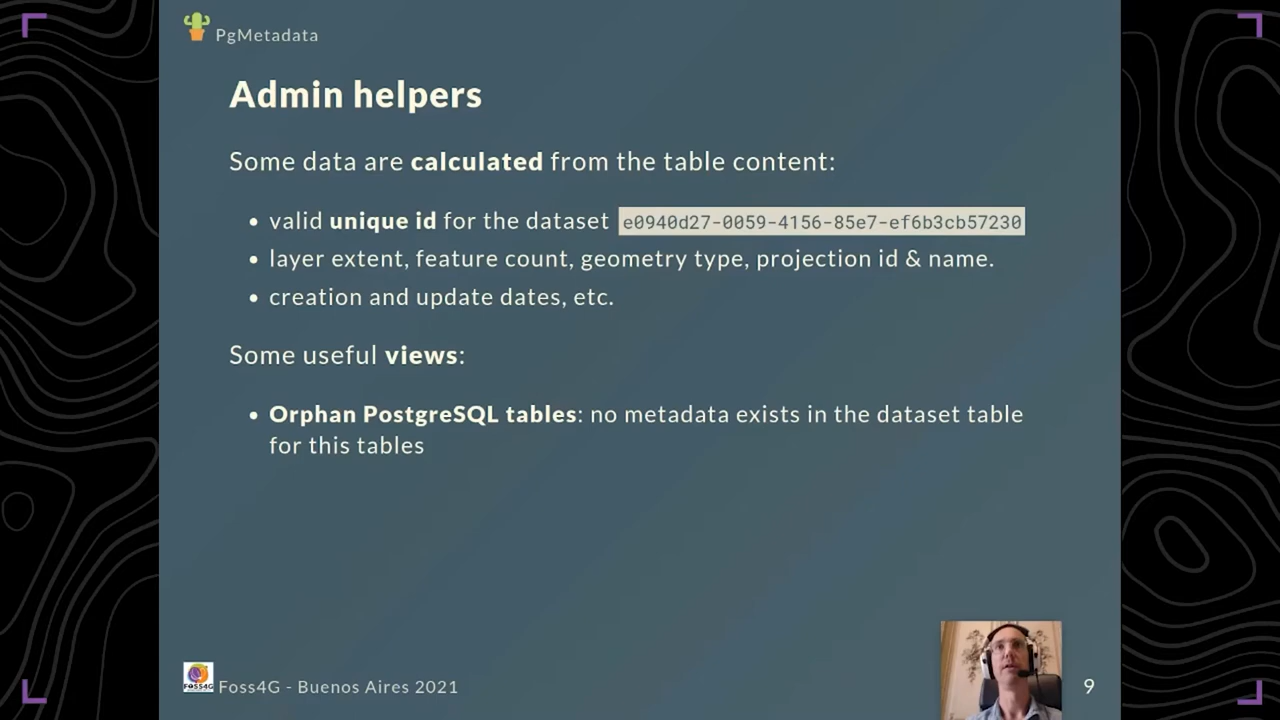 PgMetadata
Admin helpers
Some data are calculated from the table content:
• valid unique id for the dataset e0940d27-0059-4156-85e7-ef6b3cb57230
• layer extent, feature count, geometry type, projection id & name.
• creation and update dates, etc.
Some useful views:
• Orphan PostgreSQL tables: no metadata exists in the dataset table
for this tables
FOSS4G
Foss4G - Buenos Aires 2021
9